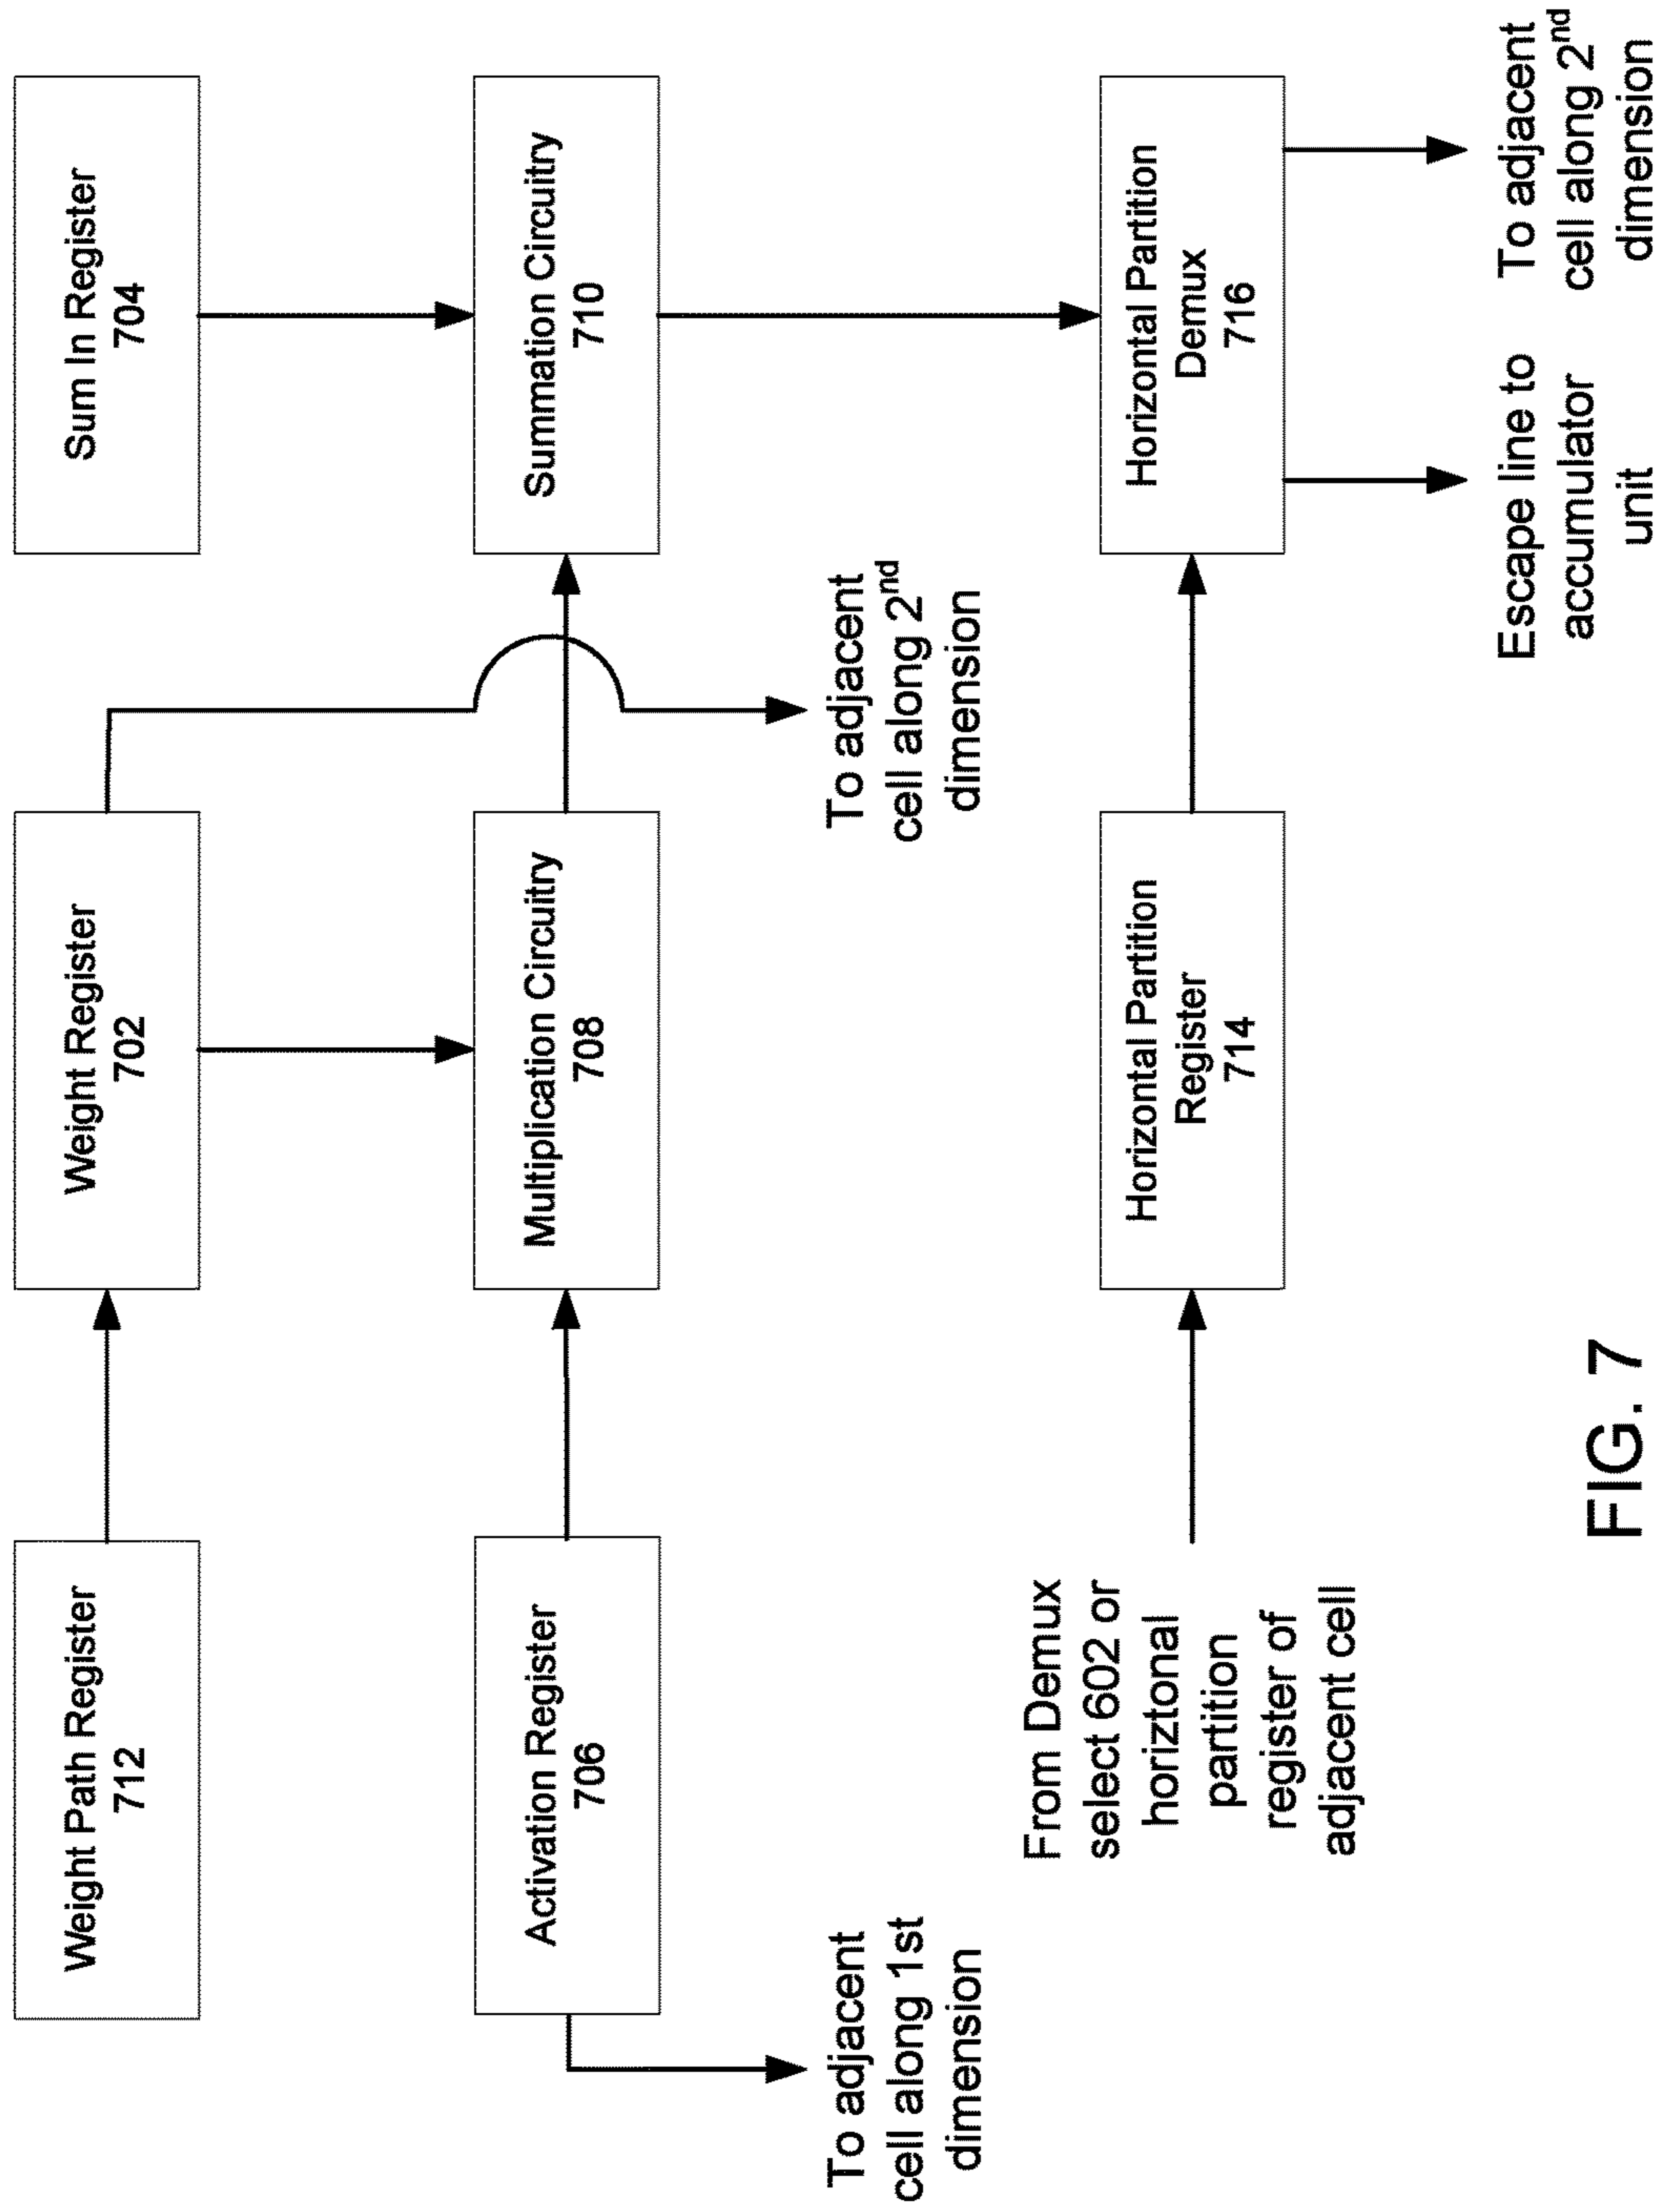 Weight Path Register
712
Weight Register
702
Sum In Register
704
Activation Register
706
Multiplication Circuitry
708
Summation Circuitry
710
To adjacent
cell along 1st
dimension
To adjacent
cell along 2nd
dimension
From Demux
select 602 or
horiztonal
partition
register of
adjacent cell
Horizontal Partition
Register
714
Horizontal Partition
Demux
716
Escape line to
accumulator
unit
To adjacent
cell along 2nd
dimension
FIG. 7